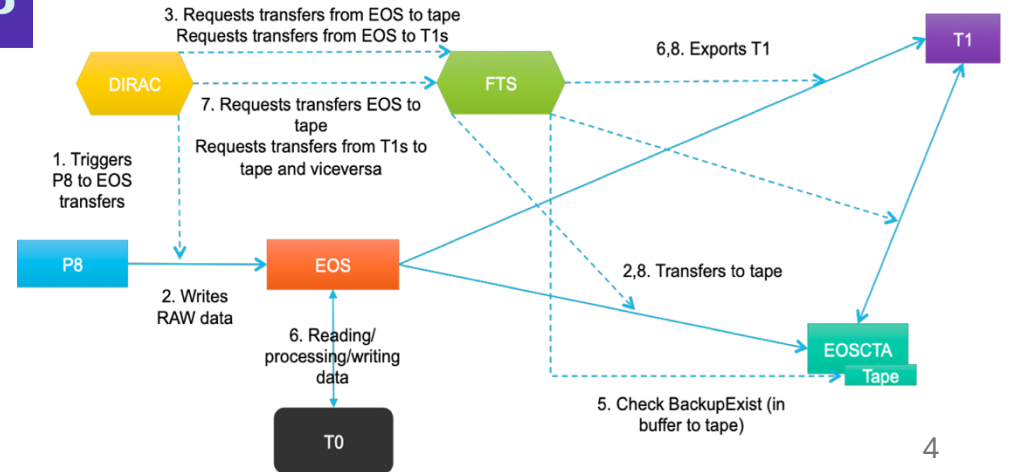 3. Requests transfers from EOS to tape
Requests transfers from EOS to T1s
6,8. Exports T1
T1
DIRAC
FTS
7. Requests transfers EOS to
tape
Requests transfers from T1s to
tape and viceversa
1. Triggers
P8 to EOS
transfers
P8
EOS
2. Writes
RAW data
2,8. Transfers to tape
6. Reading/
processing/writing
data
EOSCTA
Tape
5. Check BackupExist (in
buffer to tape)
T0
4